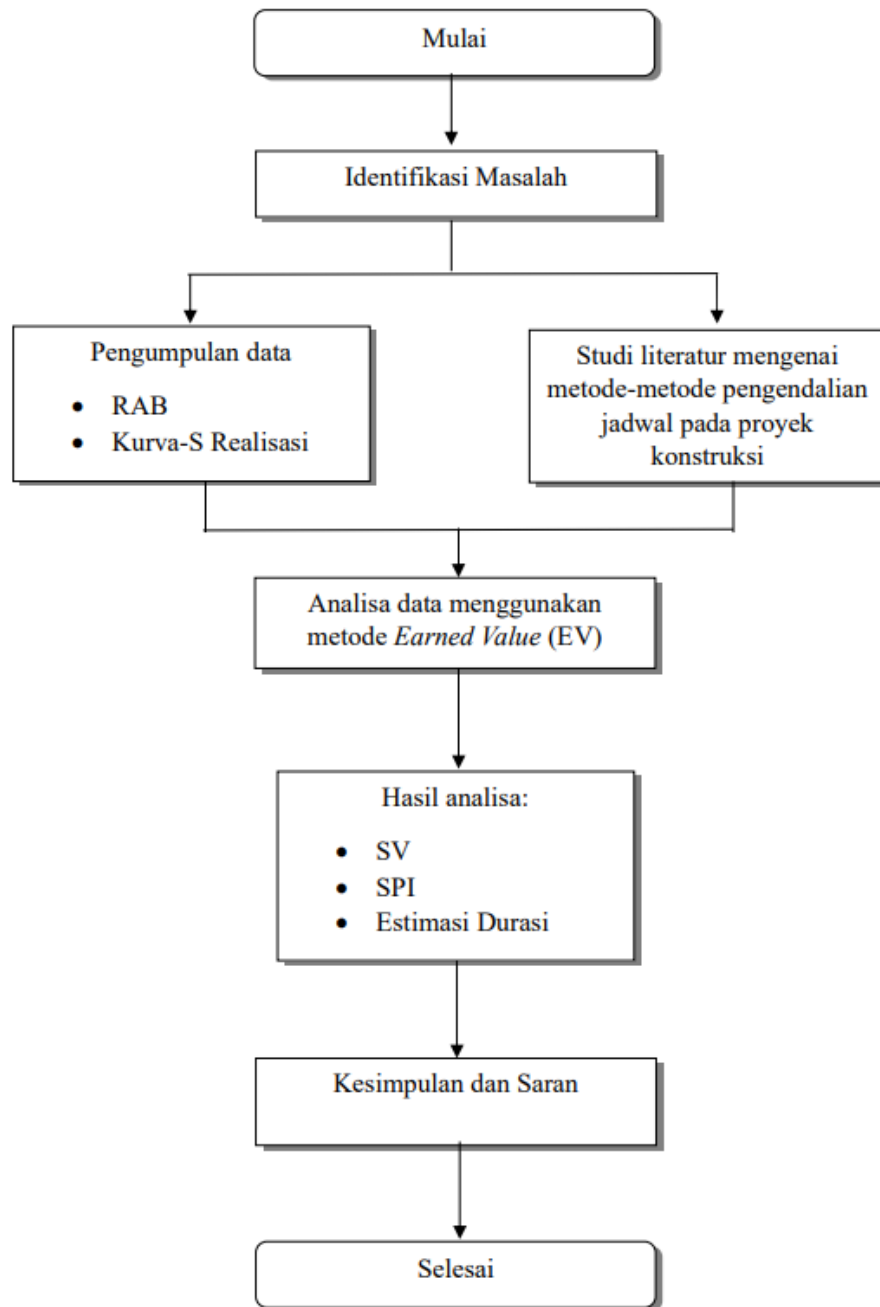 Mulai
Identifikasi Masalah
Pengumpulan data
• RAB
• Kurva-S Realisasi
Studi literatur mengenai
metode-metode pengendalian
jadwal pada proyek
konstruksi
Analisa data menggunakan
metode Earned Value (EV)
Hasil analisa:
• SV
• SPI
• Estimasi Durasi
Kesimpulan dan Saran
Selesai